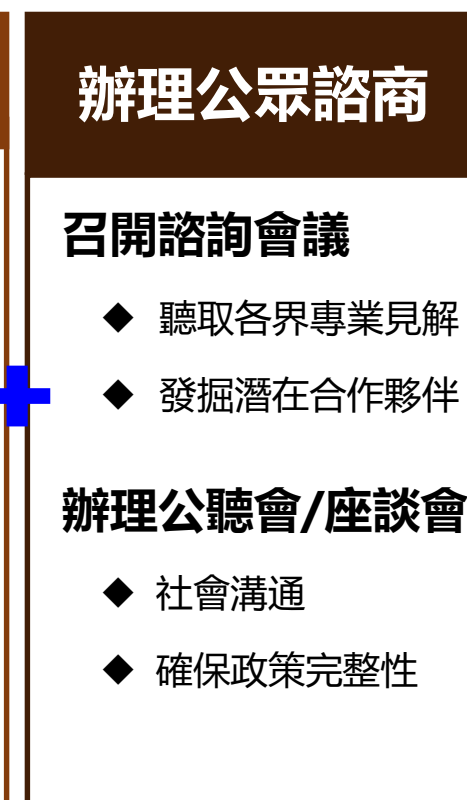 辦理公眾諮商
召開諮詢會議
◆ 聽取各界專業見解
◆ 發掘潛在合作夥伴
辦理公聽會/座談會
◆ 社會溝通
◆ 確保政策完整性